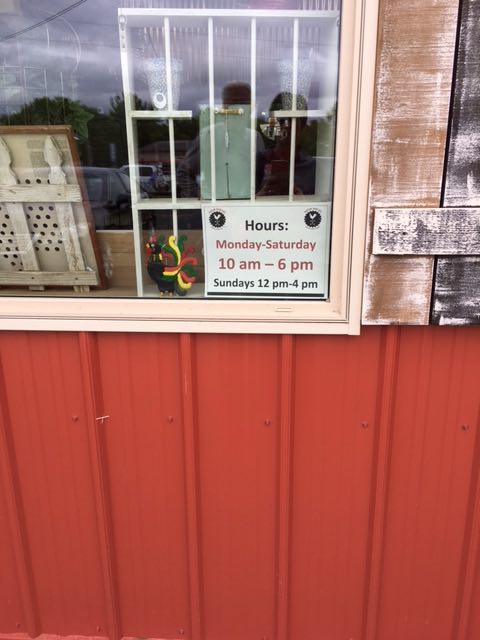 Hours:
Monday-Saturday
10 am – 6 pm
Sundays 12 pm-4 pm